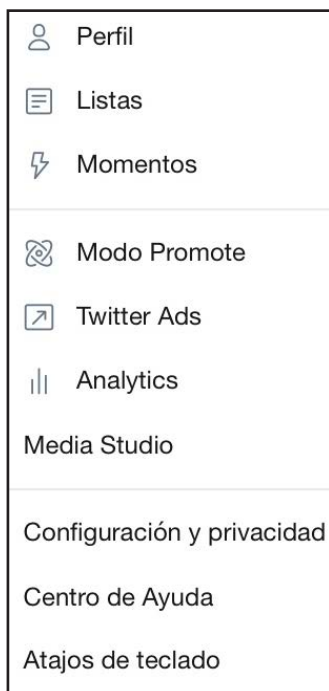 Perfil
Listas
Momentos
Modo Promote
Twitter Ads
Analytics
Media Studio
Configuración y privacidad
Centro de Ayuda
Atajos de teclado